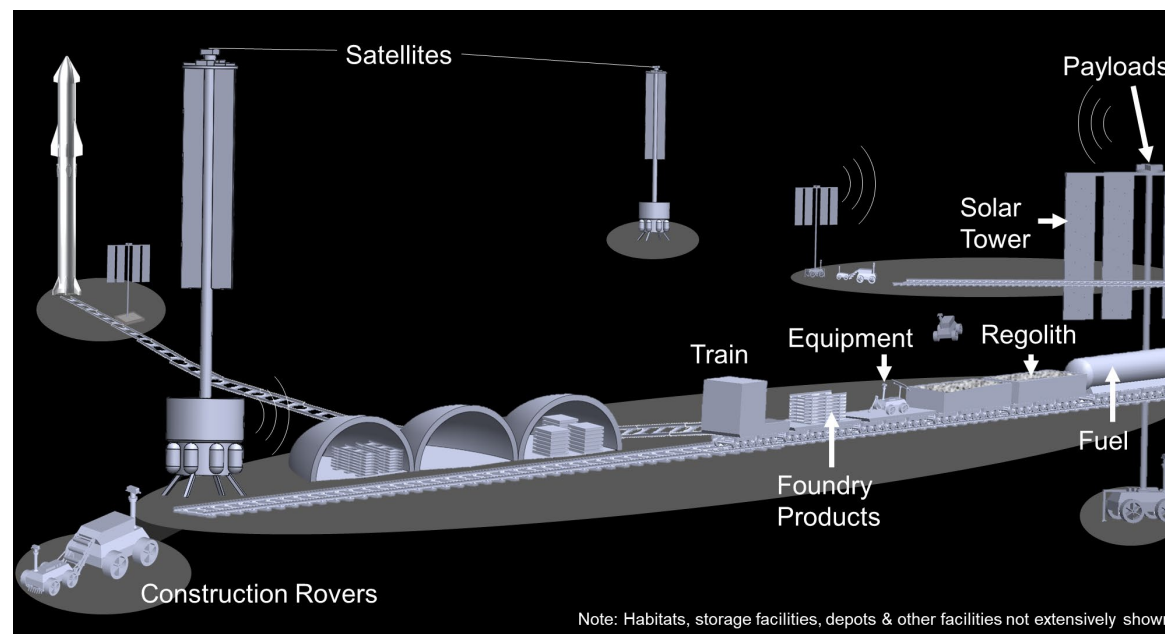 Satellites
Payloads
Solar
Tower
Equipment
Regolith
Train
Fuel
Foundry
Products
Construction Rovers
Note: Habitats, storage facilities, depots & other facilities not extensively shown